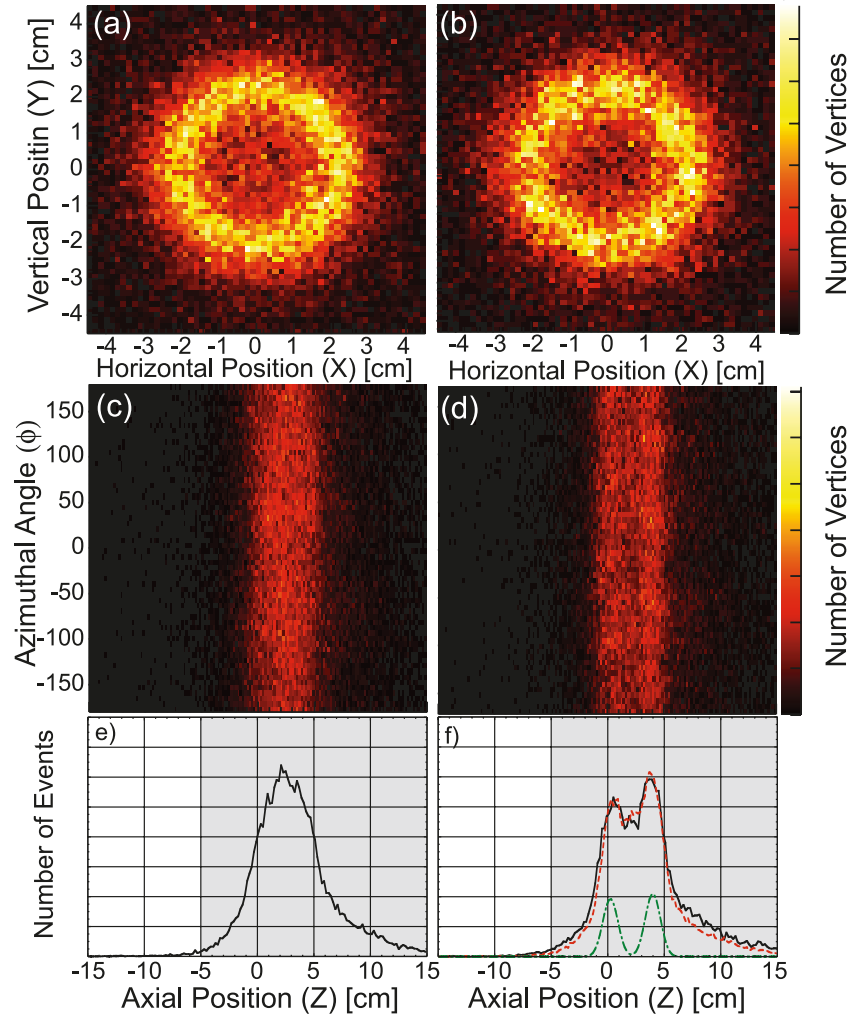 (a)
(b)
Vertical Positin (Y) [cm]
4
3
2
1
0
-1
-2
-3
-4
-4 -3 -2 -1 0 1 2 3 4
-4 -3 -2 -1 0 1 2 3 4
Horizontal Position (X) [cm]
Horizontal Position (X) [cm]
Number of Vertices
(c)
(d)
Azimuthal Angle (ϕ)
150
100
50
0
-50
-100
-150
Number of Vertices
e)
f)
Number of Events
-15 -10 -5 0 5 10 15
-10 -5 0 5 10 15
Axial Position (Z) [cm]
Axial Position (Z) [cm]